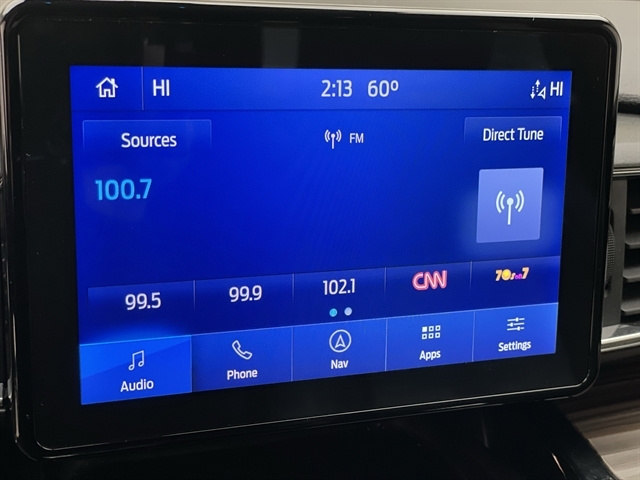 HI 2:13 60° HI
Sources FM Direct Tune
100.7
99.5 99.9 102.1 CNN 70s on 7
Audio Phone Nav Apps Settings